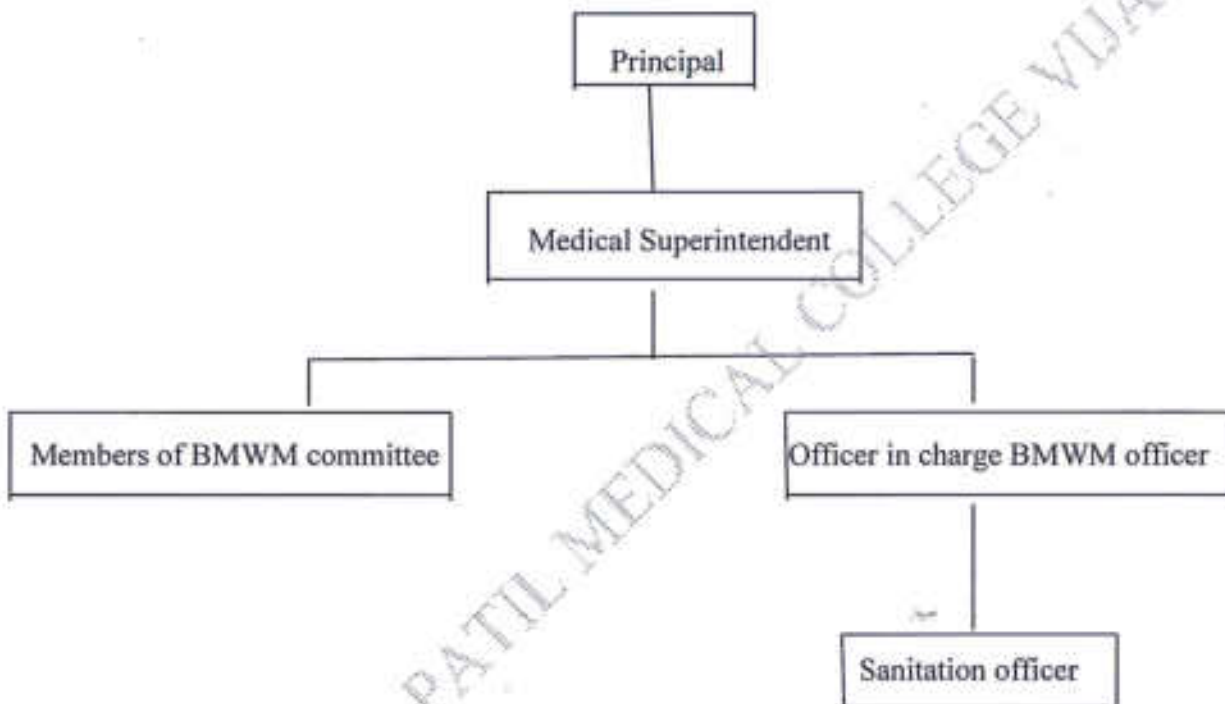 Principal
Medical Superintendent
Members of BMWM committee
Officer in charge BMWM officer
Sanitation officer
PATIL MEDICAL COLLEGE VIJA